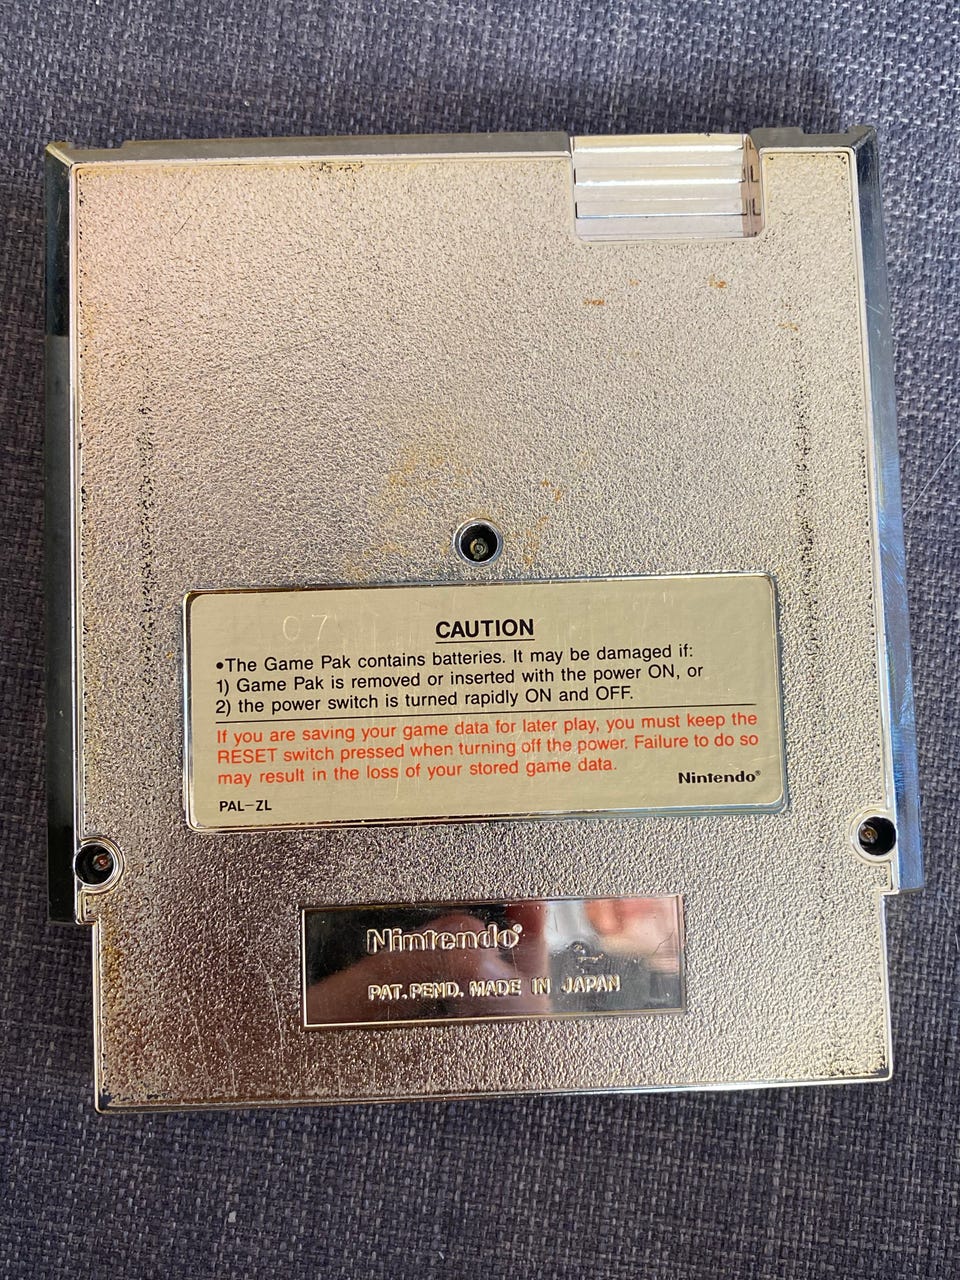 07
CAUTION
•The Game Pak contains batteries. It may be damaged if:
1) Game Pak is removed or inserted with the power ON, or
2) the power switch is turned rapidly ON and OFF.
If you are saving your game data for later play, you must keep the
RESET switch pressed when turning off the power. Failure to do so
may result in the loss of your stored game data.
Nintendo®
PAL-ZL
Nintendo®
PAT. PEND. MADE IN JAPAN